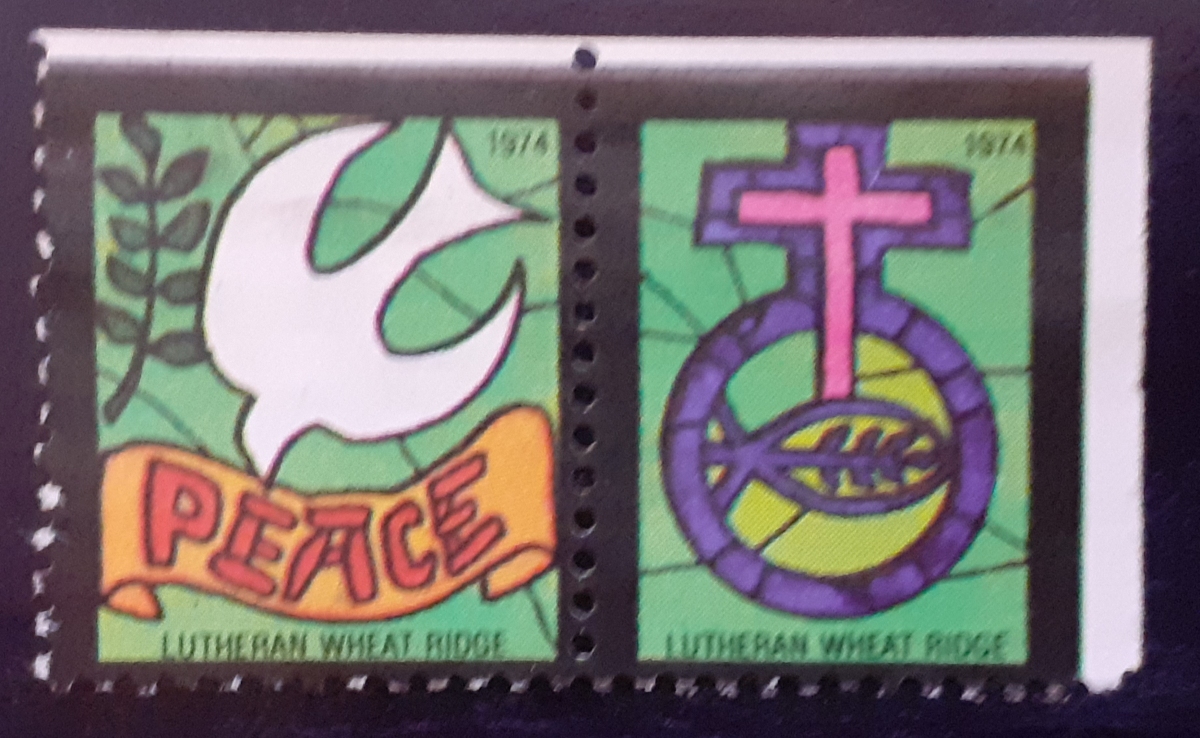 1974
PEACE
LUTHERAN WHEAT RIDGE
1974
LUTHERAN WHEAT RIDGE